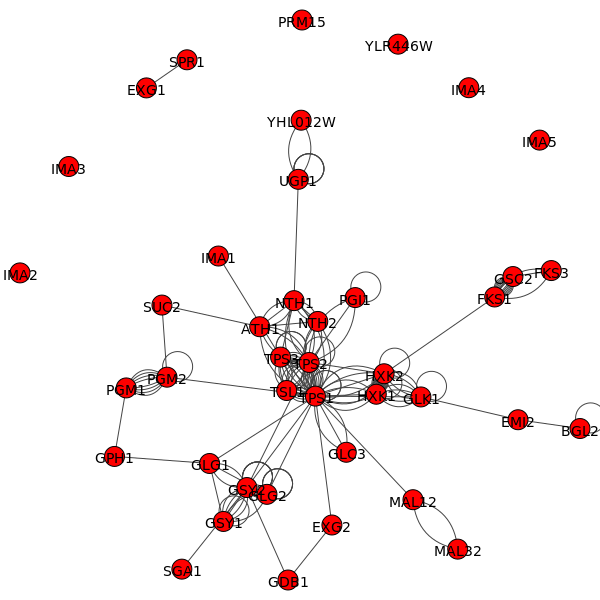 PRM15
YLR446W
SPR1
EXG1
IMA4
YHL012W
IMA5
IMA3
UGP1
IMA1
IMA2
GSC2
FKS3
FKS1
NTH1
PGI1
SUC2
NTH2
ATH1
TPS3
TPS2
HXK2
PGM2
PGM1
TSL1
TPS1
HXK1
GLK1
EMI2
BGL2
GLC3
GPH1
GLG1
GSY2
GLG2
MAL12
GSY1
EXG2
MAL32
SGA1
GDB1